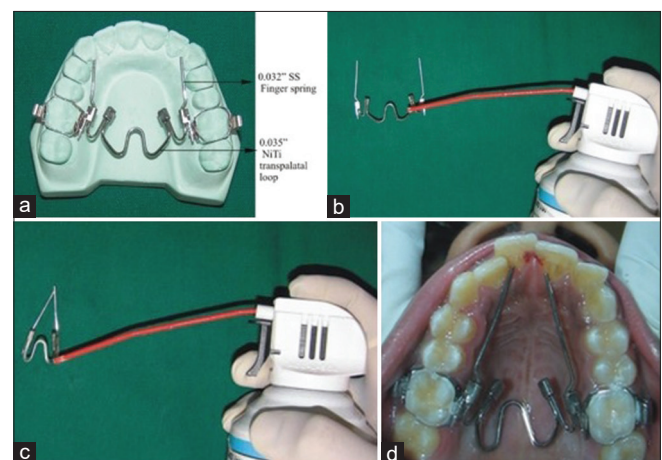 0.032” SS
Finger spring
0.035”
NiTi
transpalatal
loop
a
b
c
d